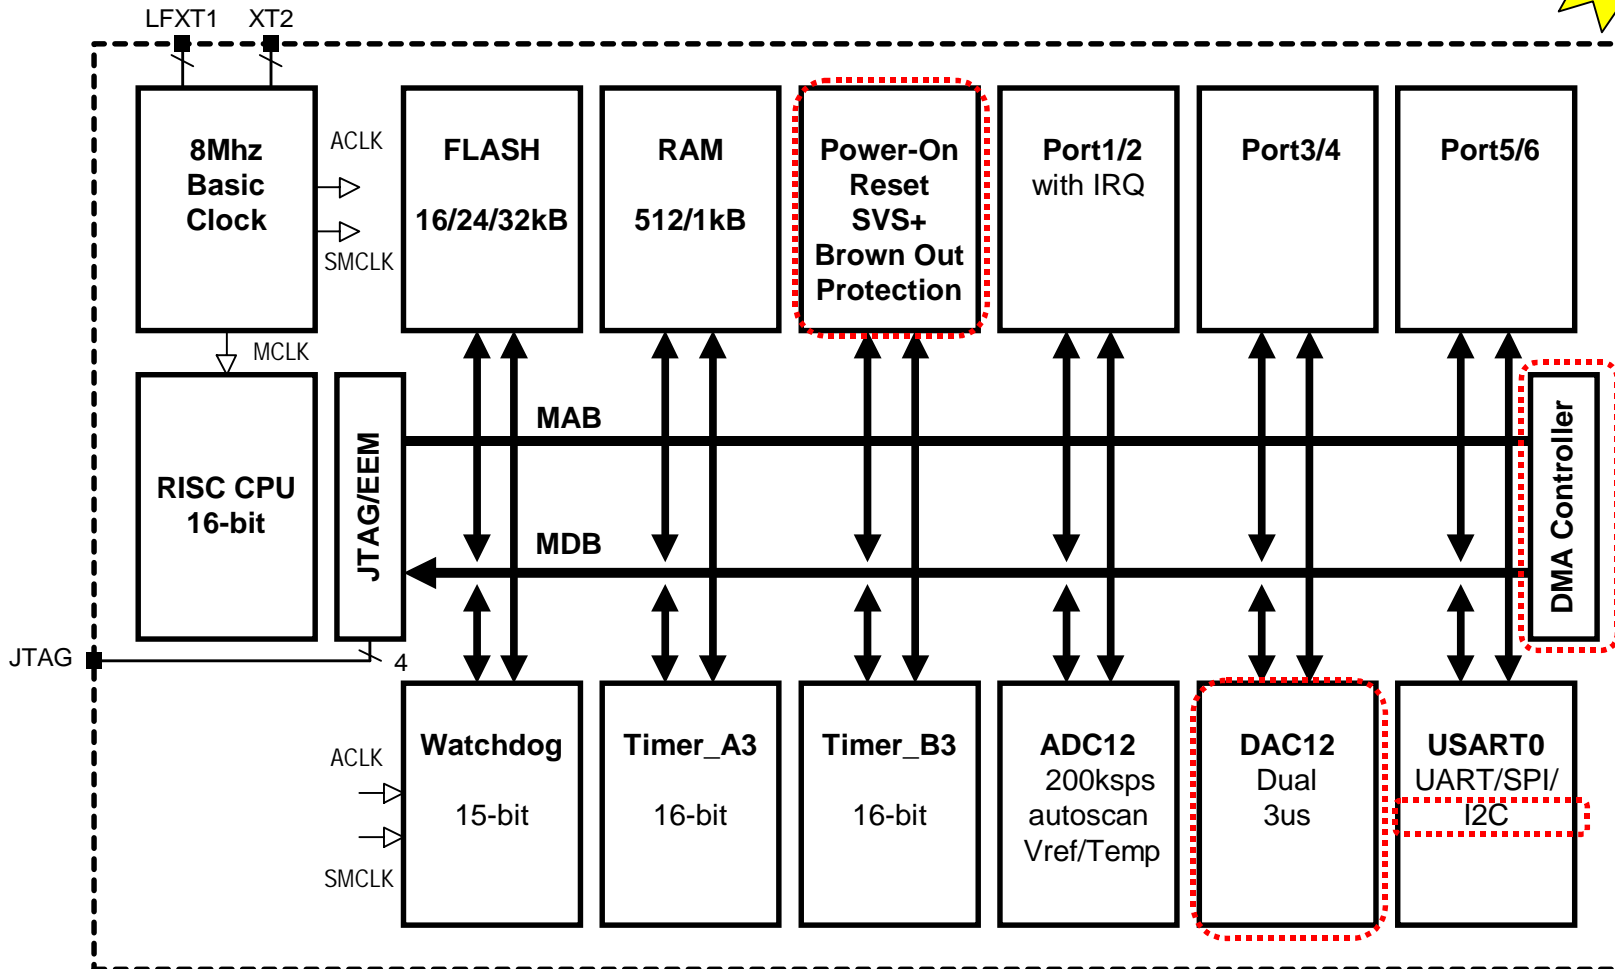 LFXT1
XT2
8Mhz
Basic
Clock
ACLK
SMCLK
MCLK
FLASH
16/24/32kB
RAM
512/1kB
Power-On
Reset
SVS+
Brown Out
Protection
Port1/2
with IRQ
Port3/4
Port5/6
RISC CPU
16-bit
JTAG/EEM
MAB
MDB
DMA Controller
JTAG
4
ACLK
SMCLK
Watchdog
15-bit
Timer_A3
16-bit
Timer_B3
16-bit
ADC12
200ksps
autoscan
Vref/Temp
DAC12
Dual
3us
USART0
UART/SPI/
I2C